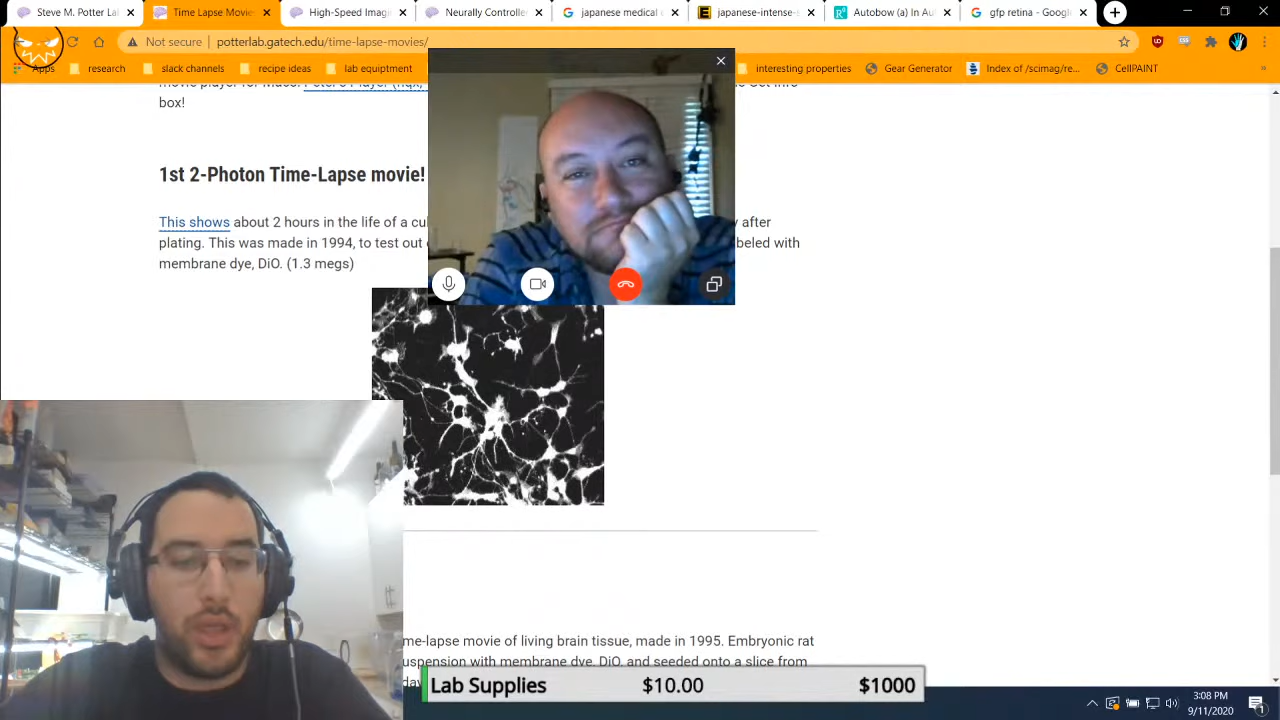 Steve M. Potter La
Time Lapse Movie
High-Speed Imagi
Neurally Controlle
japanese medical
japanese-intense-s
Autobow (a) In Au
gfp retina - Google
Not secure
potterlab.gatech.edu/time-lapse-movies/
Apps
research
slack channels
recipe ideas
lab equiptment
interesting properties
Gear Generator
Index of /scimag/re...
CellPAINT
box!
1st 2-Photon Time-Lapse movie!
This shows about 2 hours in the life of a cul
y after
plating. This was made in 1994, to test out
beled with
membrane dye, DiO. (1.3 megs)
me-lapse movie of living brain tissue, made in 1995. Embryonic rat
uspension with membrane dye, DiO, and seeded onto a slice from
day
Lab Supplies $10.00 $1000
3:08 PM
9/11/2020